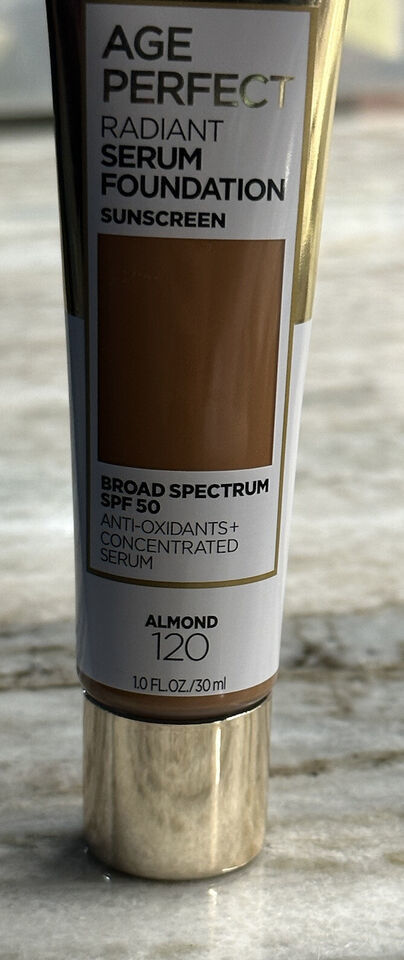 AGE
PERFECT
RADIANT
SERUM
FOUNDATION
SUNSCREEN
BROAD SPECTRUM
SPF 50
ANTI-OXIDANTS+
CONCENTRATED
SERUM
ALMOND
120
1.0 FL.OZ./30 ml